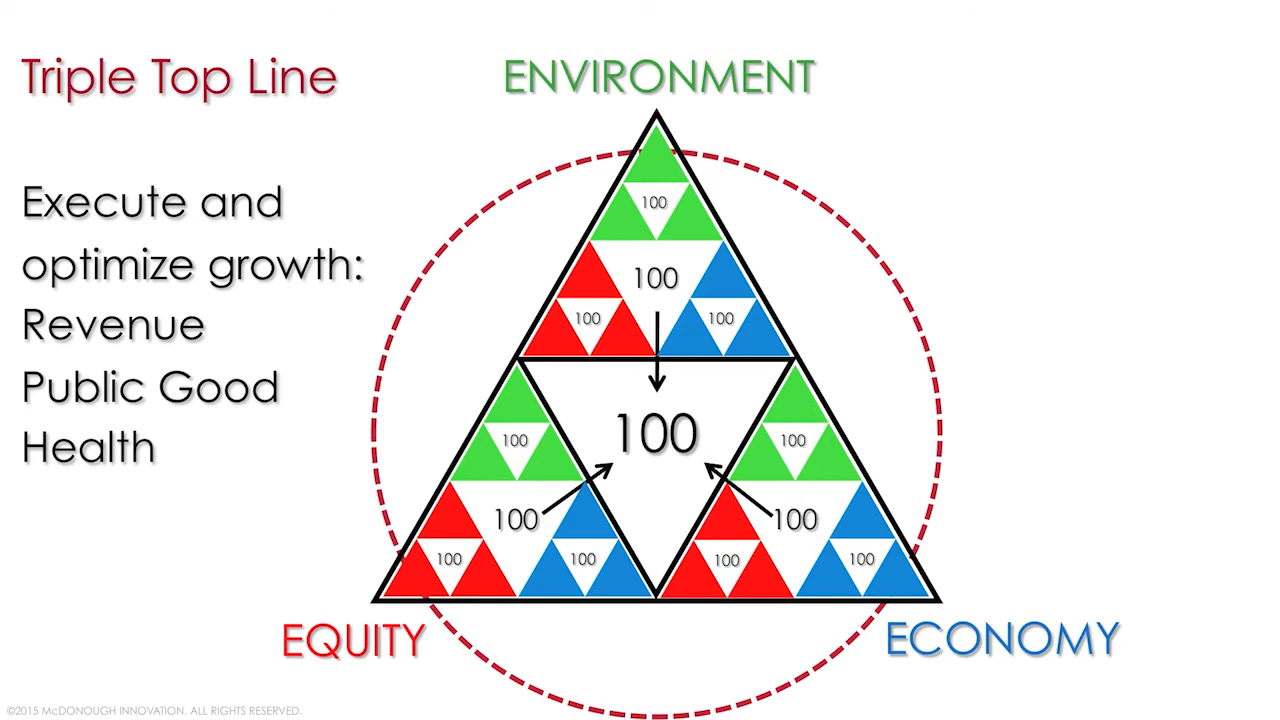 Triple Top Line
ENVIRONMENT
Execute and
optimize growth:
Revenue
Public Good
Health
100
100
100
100
100
100
100
100
100
100
100
100
100
EQUITY
ECONOMY
©2015 McDONOUGH INNOVATION. ALL RIGHTS RESERVED.